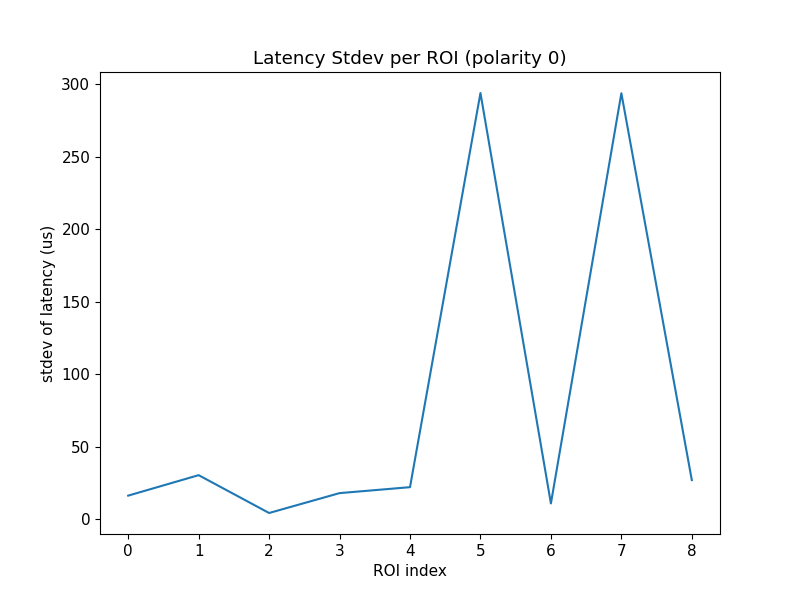 Latency Stdev per ROI (polarity 0)
300
250
200
150
100
50
0
stdev of latency (us)
0 1 2 3 4 5 6 7 8
ROI index